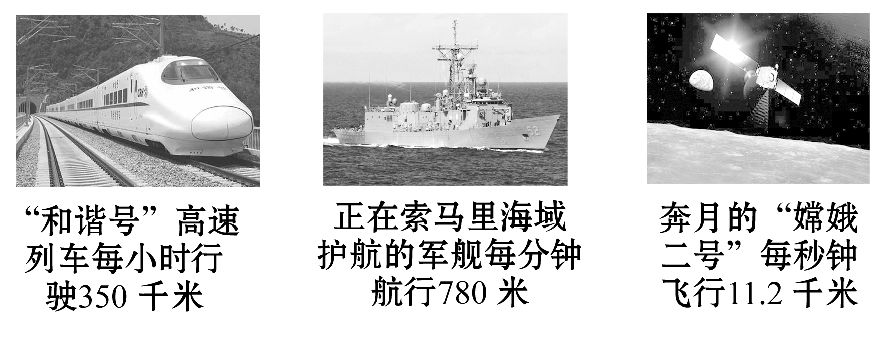 “和谐号”高速
列车每小时行
驶350 千米
正在索马里海域
护航的军舰每分钟
航行780 米
奔月的“嫦娥
二号”每秒钟
飞行11.2 千米